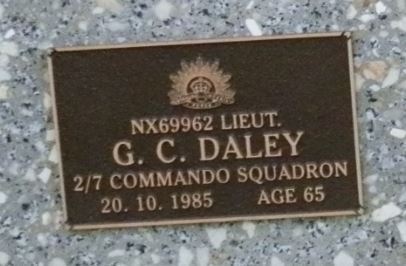 NX69962 LIEUT.
G. C. DALEY
2/7 COMMANDO SQUADRON
20. 10. 1985 AGE 65